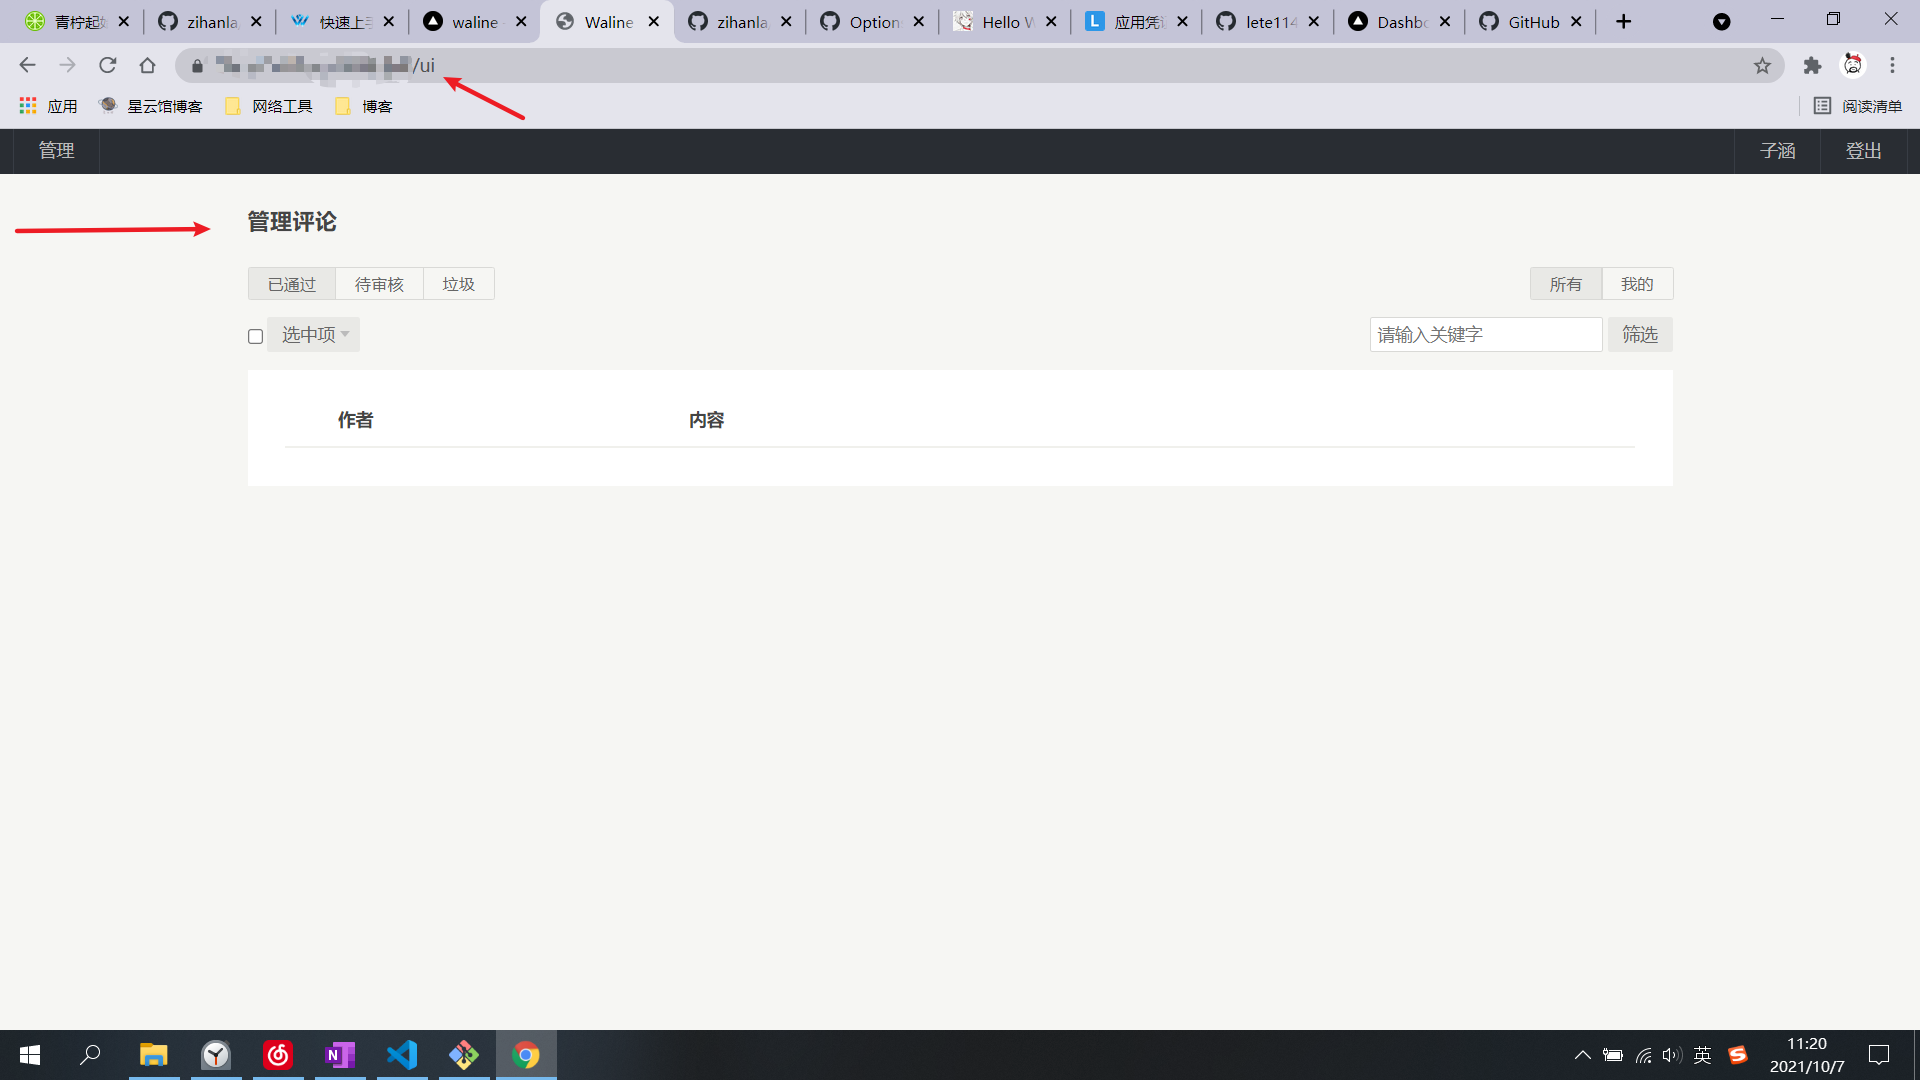 青柠起始
zihanla
快速上手
waline
Waline
zihanla
Option
Hello W
应用凭
lete114
Dashbo
GitHub
/ui
应用
星云馆博客
网络工具
博客
阅读清单
管理
子涵
登出
管理评论
已通过
待审核
垃圾
所有
我的
选中项
请输入关键字
筛选
作者
内容
英
11:20
2021/10/7